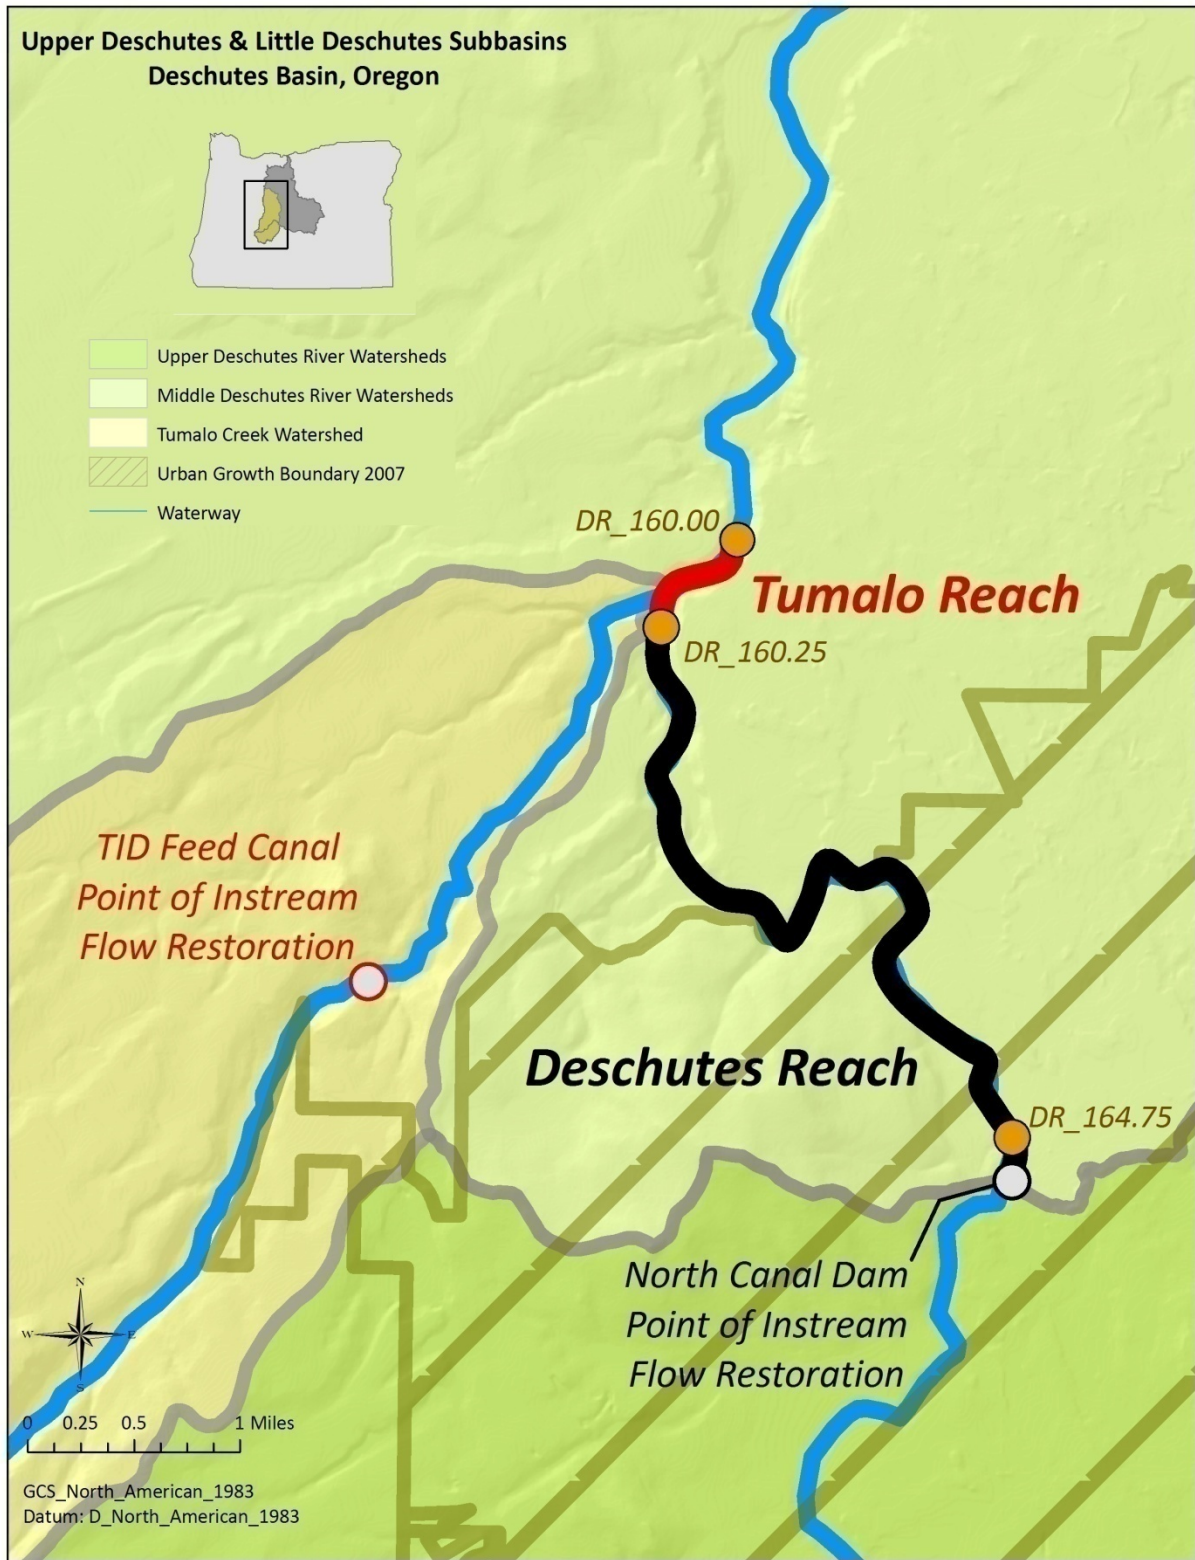 Upper Deschutes & Little Deschutes Subbasins
Deschutes Basin, Oregon
Upper Deschutes River Watersheds
Middle Deschutes River Watersheds
Tumalo Creek Watershed
Urban Growth Boundary 2007
Waterway
DR_160.00
Tumalo Reach
DR_160.25
TID Feed Canal
Point of Instream
Flow Restoration
Deschutes Reach
DR_164.75
North Canal Dam
Point of Instream
Flow Restoration
N
W E
S
0 0.25 0.5 1 Miles
GCS_North_American_1983
Datum: D_North_American_1983